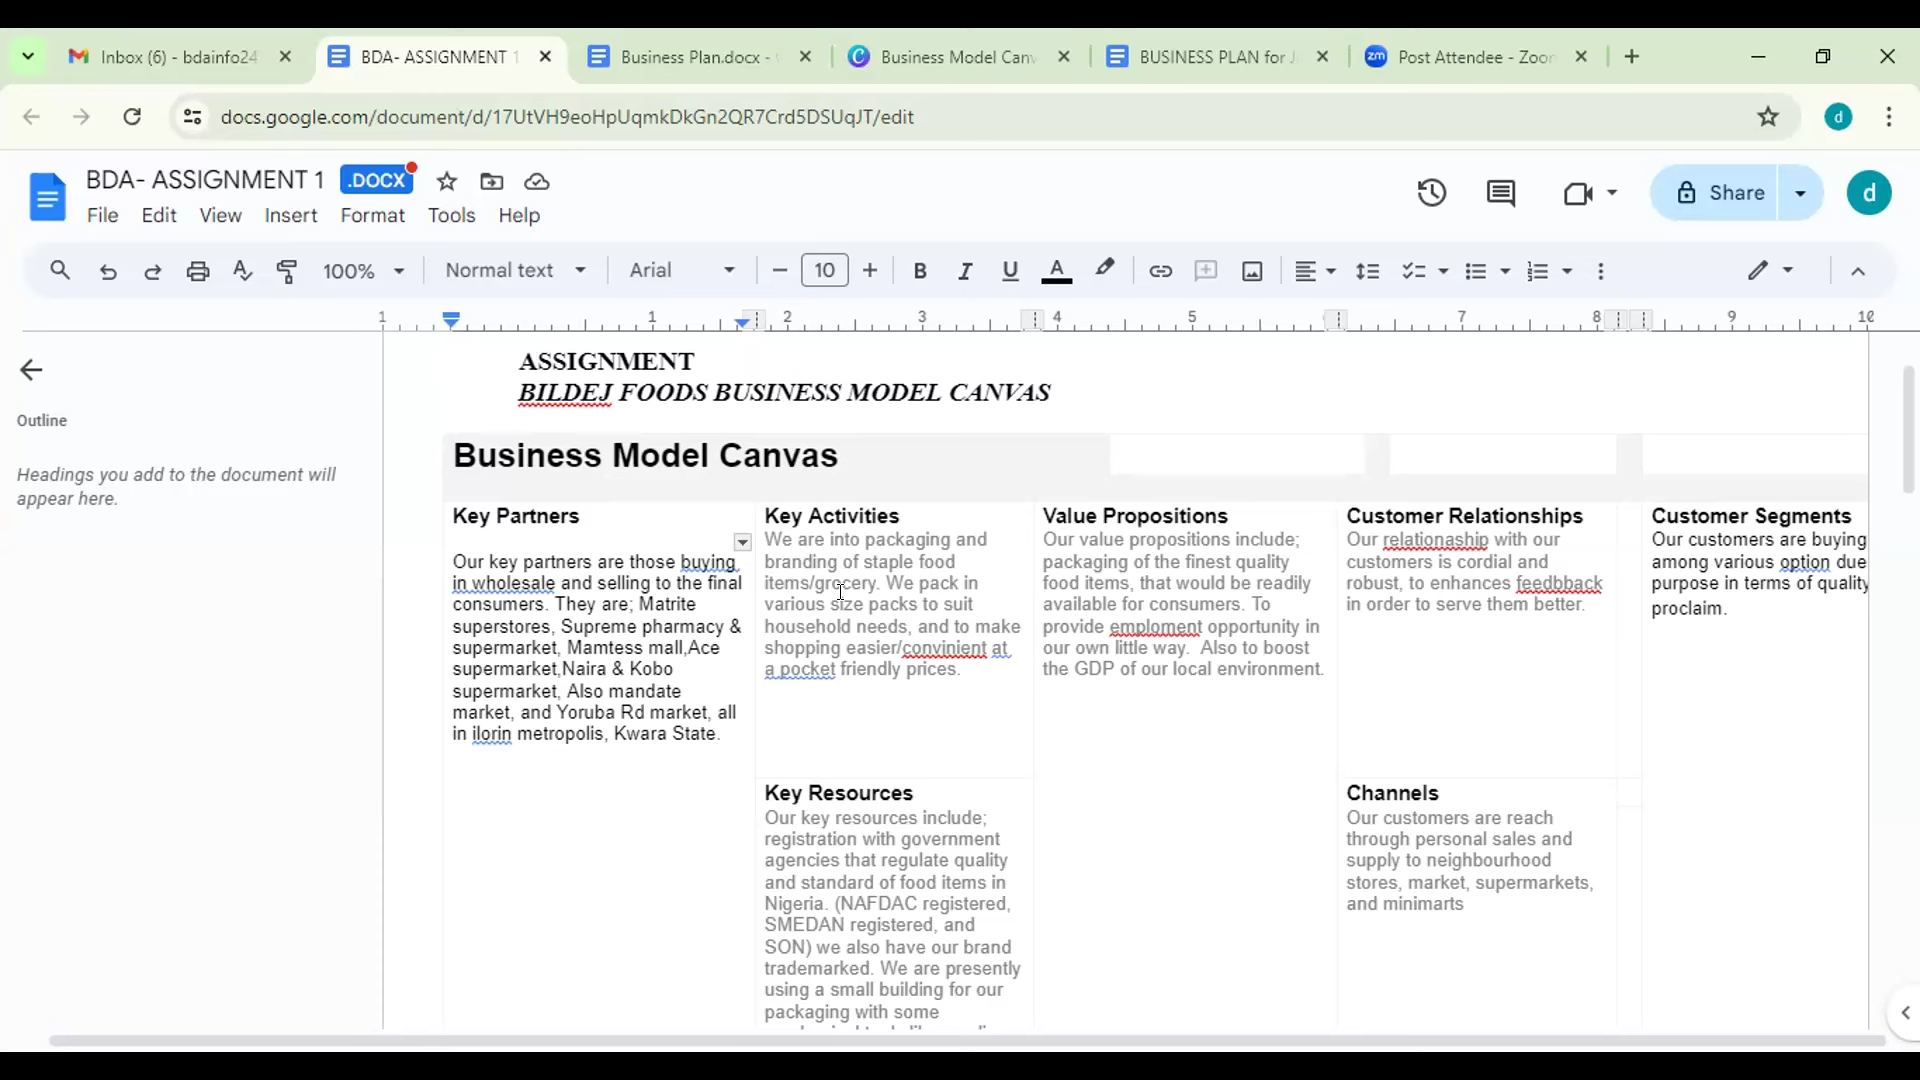 Inbox (6) - bdainfo24
BDA- ASSIGNMENT 1
Business Plan.docx -
Business Model Canv
BUSINESS PLAN for J
zm
Post Attendee - Zoom
docs.google.com/document/d/17UtVH9eoHpUqmkDkGn2QR7Crd5DSUqJT/edit
d
BDA- ASSIGNMENT 1
.DOCX
Share
d
File Edit View Insert Format Tools Help
100% Normal text Arial 10 B I U A
1 1 2 3 4 5 7 8 9 10
Outline
Headings you add to the document will
appear here.
ASSIGNMENT
BILDEJ FOODS BUSINESS MODEL CANVAS
Business Model Canvas
Key Partners
Our key partners are those buying
in wholesale and selling to the final
consumers. They are; Matrite
superstores, Supreme pharmacy &
supermarket, Mamtess mall,Ace
supermarket,Naira & Kobo
supermarket, Also mandate
market, and Yoruba Rd market, all
in ilorin metropolis, Kwara State.
Key Activities
We are into packaging and
branding of staple food
items/grocery. We pack in
various size packs to suit
household needs, and to make
shopping easier/convinient at
a pocket friendly prices.
Key Resources
Our key resources include;
registration with government
agencies that regulate quality
and standard of food items in
Nigeria. (NAFDAC registered,
SMEDAN registered, and
SON) we also have our brand
trademarked. We are presently
using a small building for our
packaging with some
Value Propositions
Our value propositions include;
packaging of the finest quality
food items, that would be readily
available for consumers. To
provide emploment opportunity in
our own little way. Also to boost
the GDP of our local environment.
Customer Relationships
Our relationaship with our
customers is cordial and
robust, to enhances feedbback
in order to serve them better.
Channels
Our customers are reach
through personal sales and
supply to neighbourhood
stores, market, supermarkets,
and minimarts
Customer Segments
Our customers are buying
among various option due
purpose in terms of quality
proclaim.